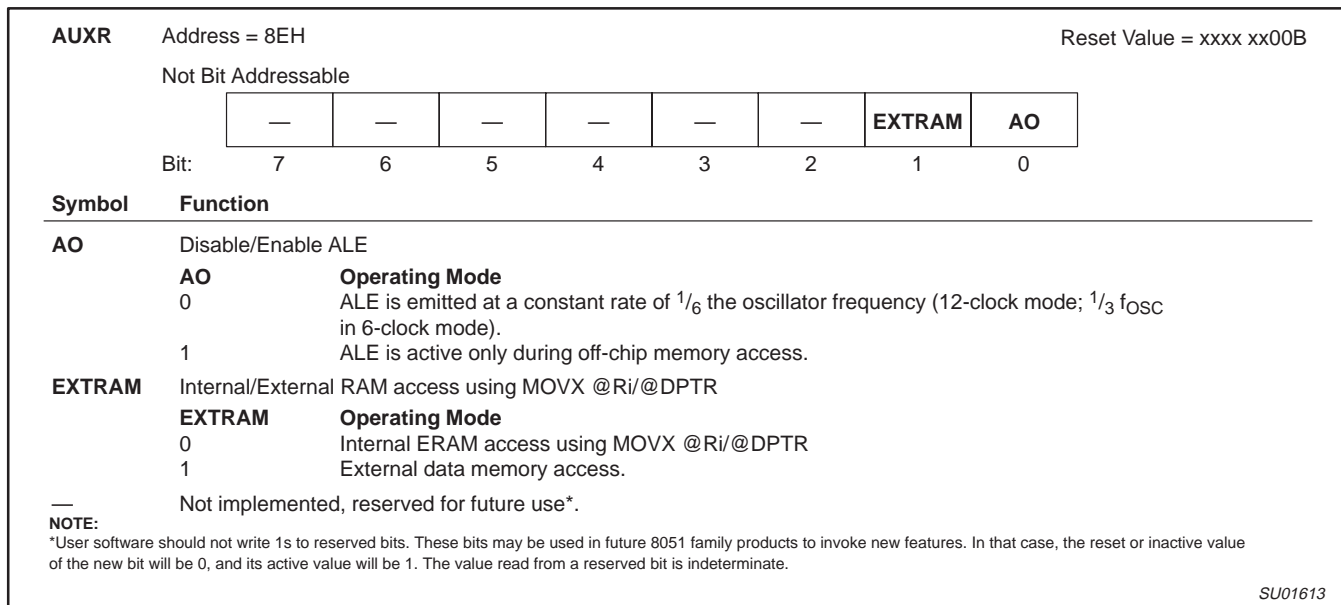 AUXR Address = 8EH Reset Value = xxxx xx00B
Not Bit Addressable
— — — — — — EXTRAM AO
Bit: 7 6 5 4 3 2 1 0
Symbol Function
AO Disable/Enable ALE
AO Operating Mode
0 ALE is emitted at a constant rate of 1/6 the oscillator frequency (12-clock mode; 1/3 fOSC
in 6-clock mode).
1 ALE is active only during off-chip memory access.
EXTRAM Internal/External RAM access using MOVX @Ri/@DPTR
EXTRAM Operating Mode
0 Internal ERAM access using MOVX @Ri/@DPTR
1 External data memory access.
— Not implemented, reserved for future use*.
NOTE:
*User software should not write 1s to reserved bits. These bits may be used in future 8051 family products to invoke new features. In that case, the reset or inactive value
of the new bit will be 0, and its active value will be 1. The value read from a reserved bit is indeterminate.
SU01613